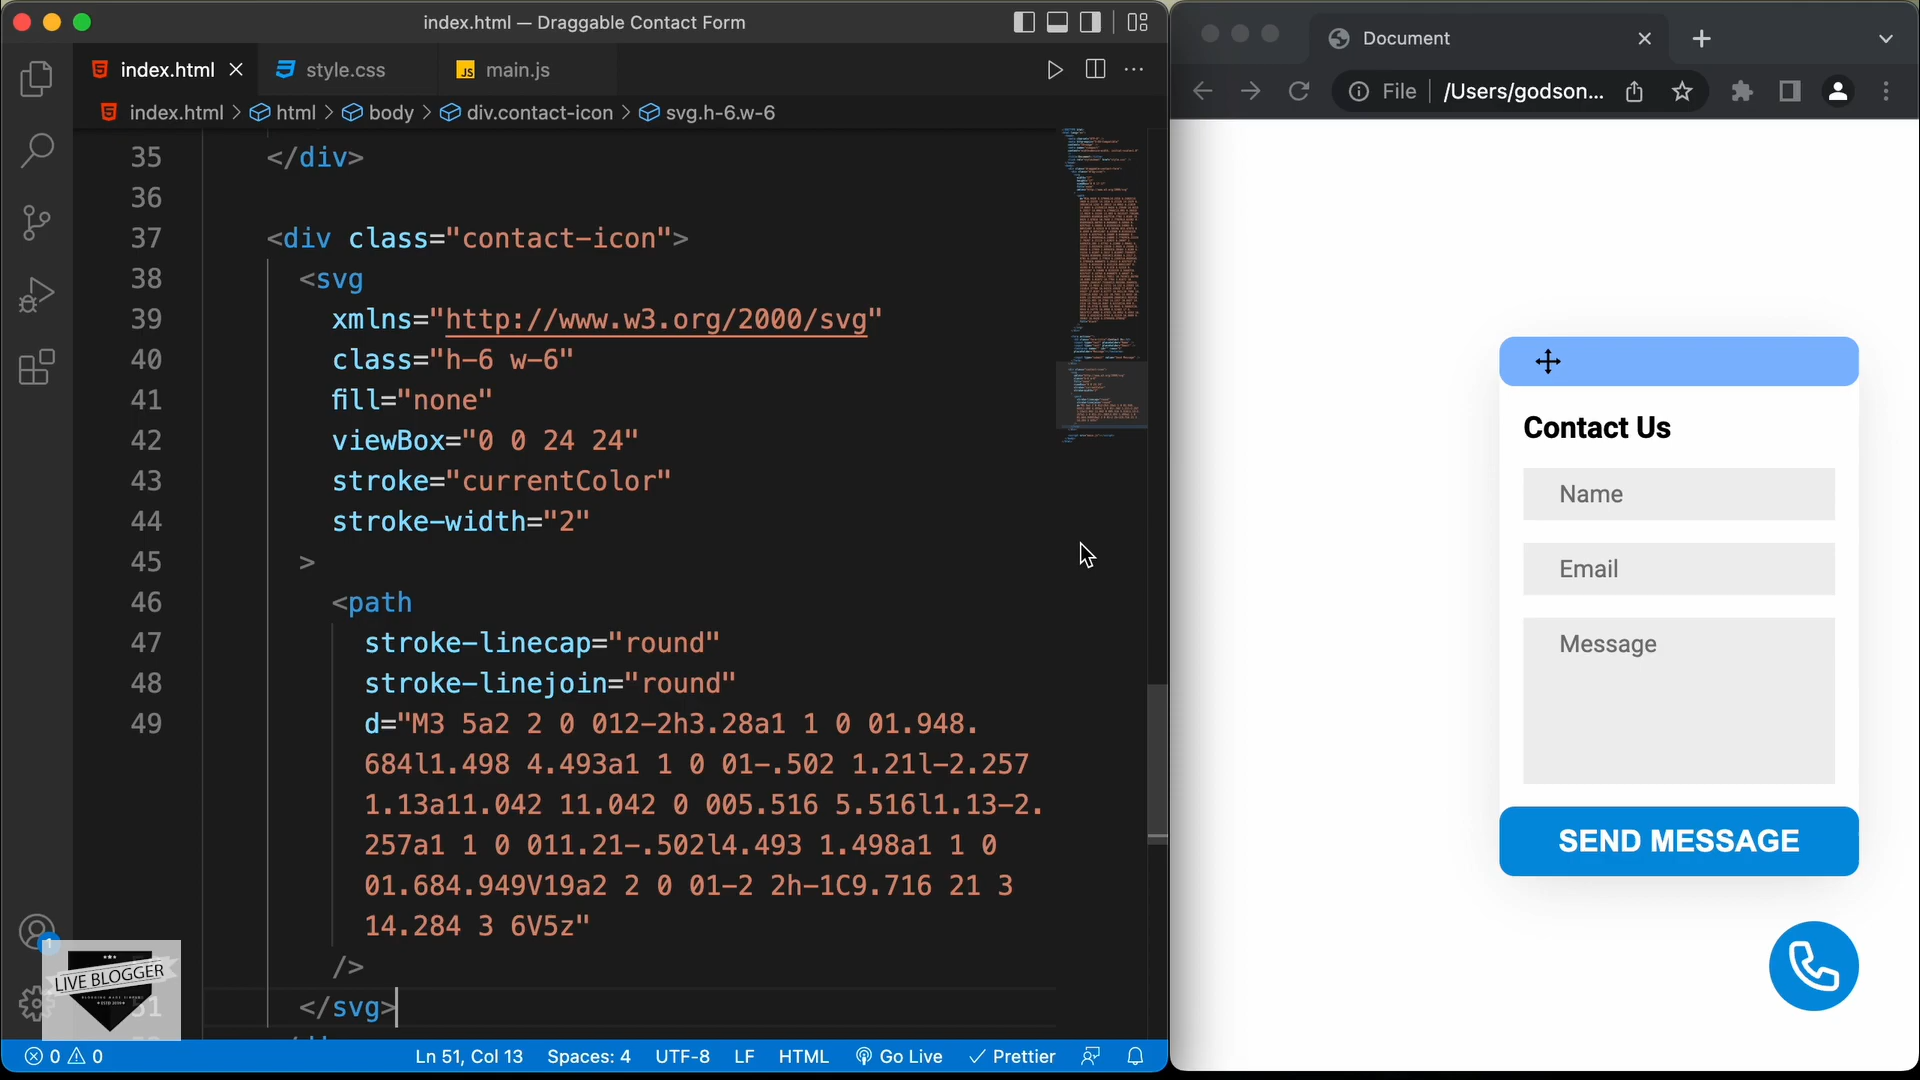 index.html — Draggable Contact Form
index.html
style.css
JS main.js
index.html > html > body > div.contact-icon > svg.h-6.w-6
35 </div>
36
37 <div class="contact-icon">
38 <svg
39 xmlns="http://www.w3.org/2000/svg"
40 class="h-6 w-6"
41 fill="none"
42 viewBox="0 0 24 24"
43 stroke="currentColor"
44 stroke-width="2"
45 >
46 <path
47 stroke-linecap="round"
48 stroke-linejoin="round"
49 d="M3 5a2 2 0 012-2h3.28a1 1 0 01.948.
684l1.498 4.493a1 1 0 01-.502 1.21l-2.257
1.13a11.042 11.042 0 005.516 5.516l1.13-2.
257a1 1 0 011.21-.502l4.493 1.498a1 1 0
01.684.949V19a2 2 0 01-2 2h-1C9.716 21 3
14.284 3 6V5z"
/>
51 </svg>
1
LIVE BLOGGER
0 0
Ln 51, Col 13
Spaces: 4
UTF-8
LF
HTML
Go Live
Prettier
Document
File
/Users/godson...
Contact Us
Name
Email
Message
SEND MESSAGE